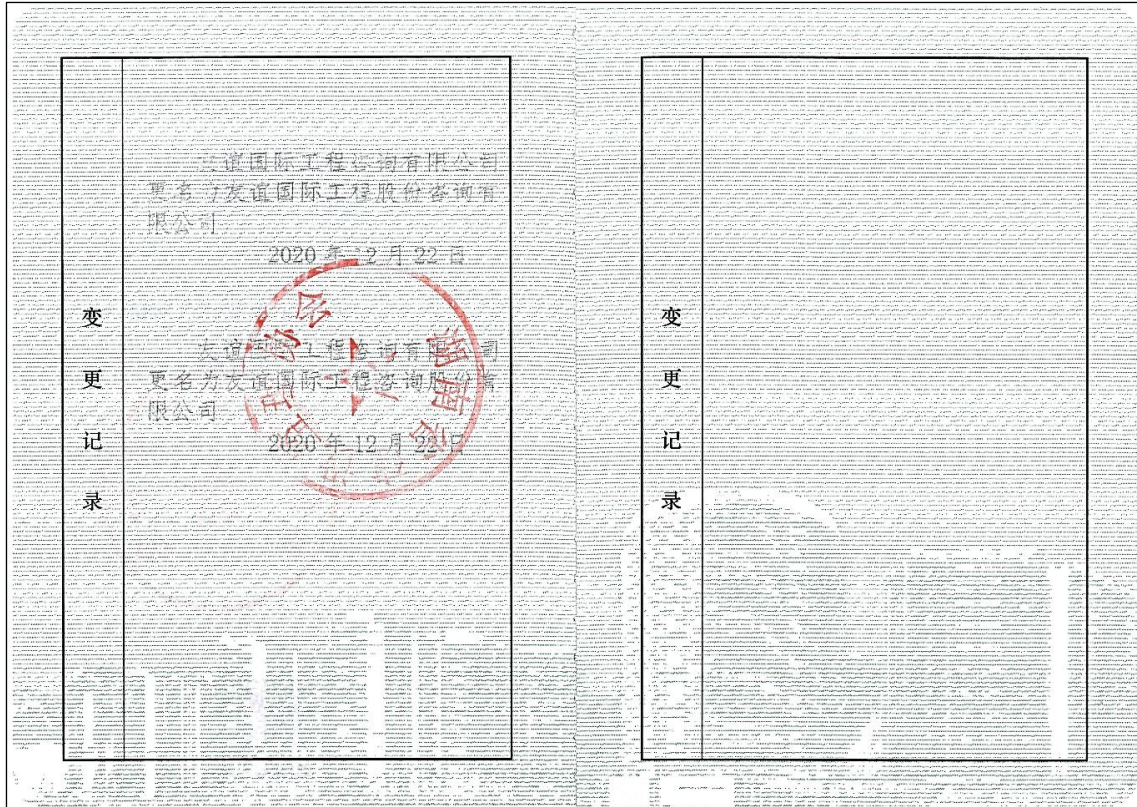 变更记录
友谊国际工程咨询有限公司
更名为友谊国际工程股份咨询有
限公司
2020年12月22日
友谊国际工程咨询有限公司
更名为友谊国际工程咨询股份有
限公司
2020年12月22日
变更记录